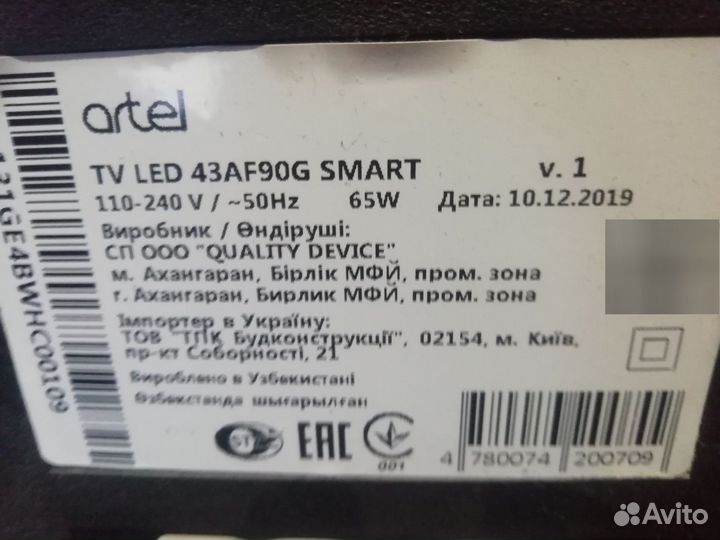 artel
TV LED 43AF90G SMART v. 1
110-240 V / ~50Hz 65W Дата: 10.12.2019
Виробник / Өндіруші:
СП ООО "QUALITY DEVICE"
м. Ахангаран, Бірлік МФЙ, пром. зона
г. Ахангаран, Бирлик МФЙ, пром. зона
Імпортер в Україну:
ТОВ "ТПК Будконструкції", 02154, м. Київ,
пр-кт Соборності, 21
Вироблено в Узбекистані
Өзбекстанда шығарылған
ST EAC 001
4 780074 200709
Avito